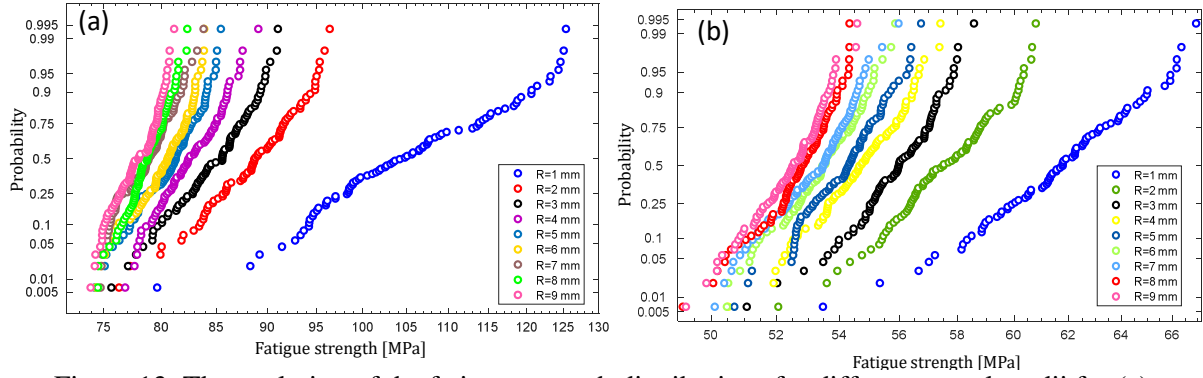 (a)
Probability
0.995
0.99
0.95
0.9
0.75
0.5
0.25
0.1
0.05
0.01
0.005
R=1 mm
R=2 mm
R=3 mm
R=4 mm
R=5 mm
R=6 mm
R=7 mm
R=8 mm
R=9 mm
75 80 85 90 95 100 105 110 115 120 125 130
Fatigue strength [MPa]
(b)
Probability
0.995
0.99
0.95
0.9
0.75
0.5
0.25
0.1
0.05
0.01
0.005
R=1 mm
R=2 mm
R=3 mm
R=4 mm
R=5 mm
R=6 mm
R=7 mm
R=8 mm
R=9 mm
50 52 54 56 58 60 62 64 66
Fatigue strength [MPa]